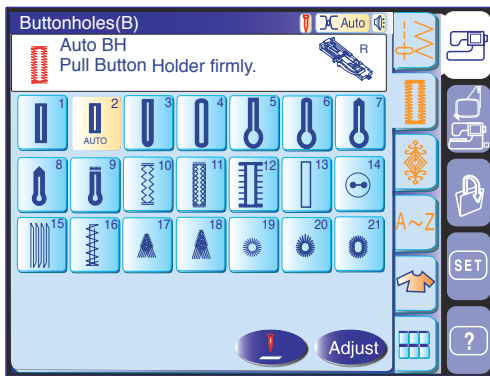 Buttonholes(B)
Auto
Auto BH
R
Pull Button Holder firmly.
1 2 3 4 5 6 7
AUTO
8 9 10 11 12 13 14
15 16 17 18 19 20 21
A~Z
SET
?
Adjust